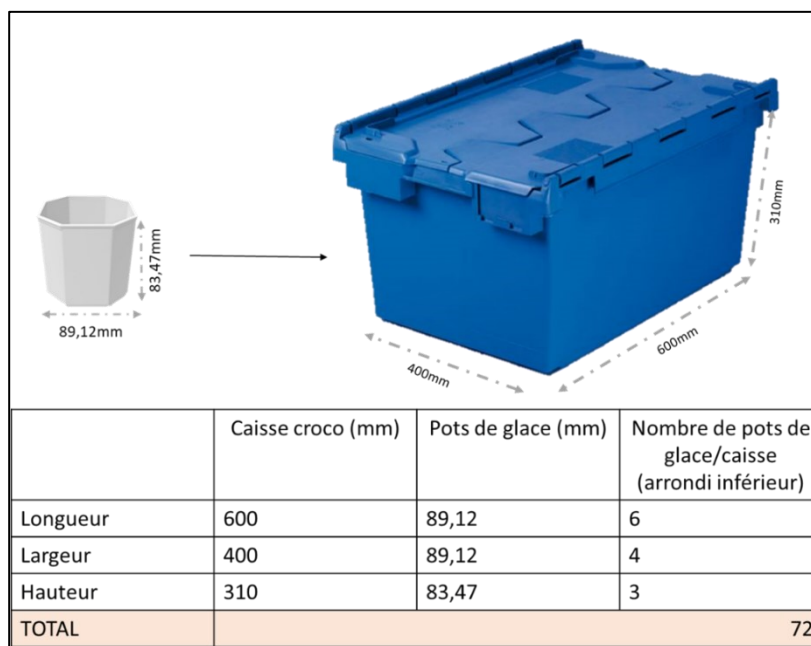 83,47mm
89,12mm
310mm
600mm
400mm
Caisse croco (mm) Pots de glace (mm) Nombre de pots de
glace/caisse
(arrondi inférieur)
Longueur 600 89,12 6
Largeur 400 89,12 4
Hauteur 310 83,47 3
TOTAL 72